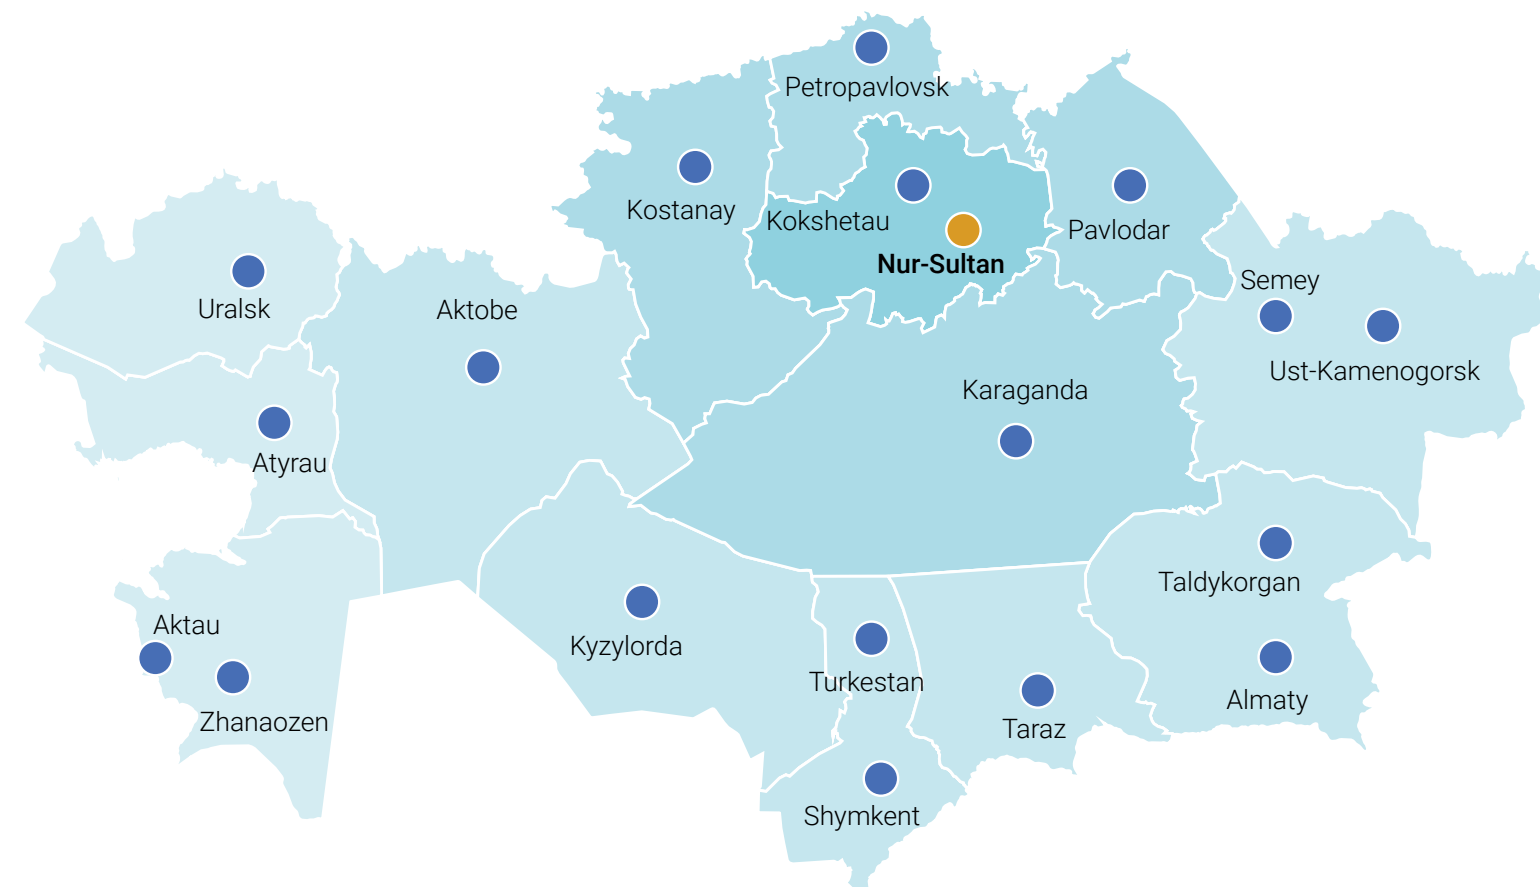 Petropavlovsk
Kostanay
Kokshetau
Pavlodar
Nur-Sultan
Semey
Uralsk
Aktobe
Ust-Kamenogorsk
Karaganda
Atyrau
Taldykorgan
Aktau
Kyzylorda
Turkestan
Almaty
Zhanaozen
Taraz
Shymkent